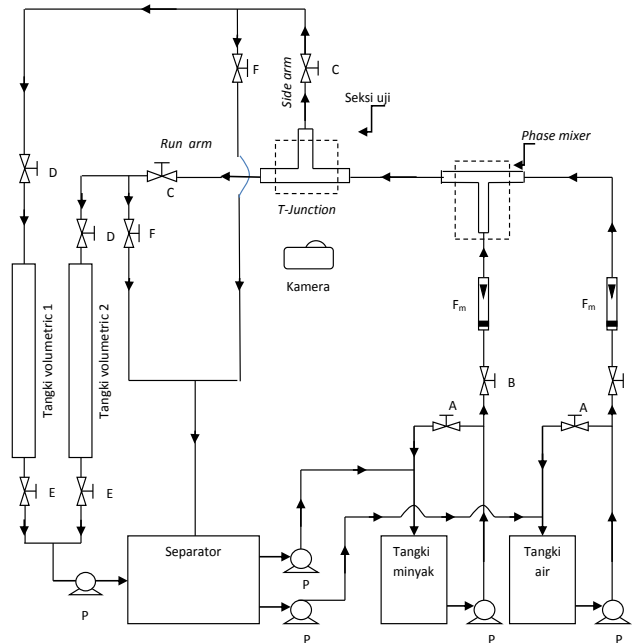 F
Side arm
C
Seksi uji
Run arm
Phase mixer
D
C
T-Junction
D
F
Kamera
Tangki volumetric 1
Tangki volumetric 2
Fm
Fm
B
A
A
E
E
Separator
Tangki
minyak
Tangki
air
P
P
P
P
P